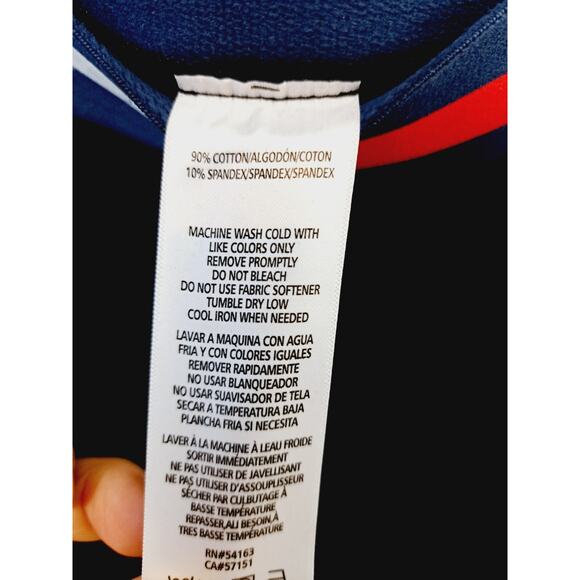 90% COTTON/ALGODÓN/COTON
10% SPANDEX/SPANDEX/SPANDEX
MACHINE WASH COLD WITH
LIKE COLORS ONLY
REMOVE PROMPTLY
DO NOT BLEACH
DO NOT USE FABRIC SOFTENER
TUMBLE DRY LOW
COOL IRON WHEN NEEDED
LAVAR A MAQUINA CON AGUA
FRIA Y CON COLORES IGUALES
REMOVER RAPIDAMENTE
NO USAR BLANQUEADOR
NO USAR SUAVISADOR DE TELA
SECAR A TEMPERATURA BAJA
PLANCHA FRIA SI NECESITA
LAVER À LA MACHINE À LEAU FROIDE
SORTIR IMMÉDIATEMENT
NE PAS UTILISER DE JAVELLISANT
NE PAS UTILISER D'ASSOUPLISSEUR
SÉCHER PAR CULBUTAGE À
BASSE TEMPÉRATURE
REPASSER,AU BESOIN,À
TRES BASSE TEMPÉRATURE
RN#54163
CA#57151